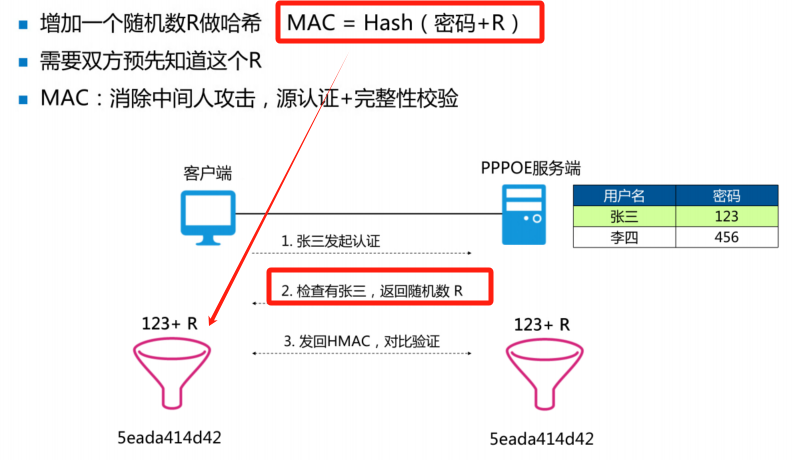 增加一个随机数R做哈希 MAC = Hash（密码+R）
需要双方预先知道这个R
MAC：消除中间人攻击，源认证+完整性校验
客户端
PPPOE服务端
用户名 密码
张三 123
李四 456
1. 张三发起认证
2. 检查有张三，返回随机数 R
123+ R
123+ R
3. 发回HMAC，对比验证
5eada414d42
5eada414d42